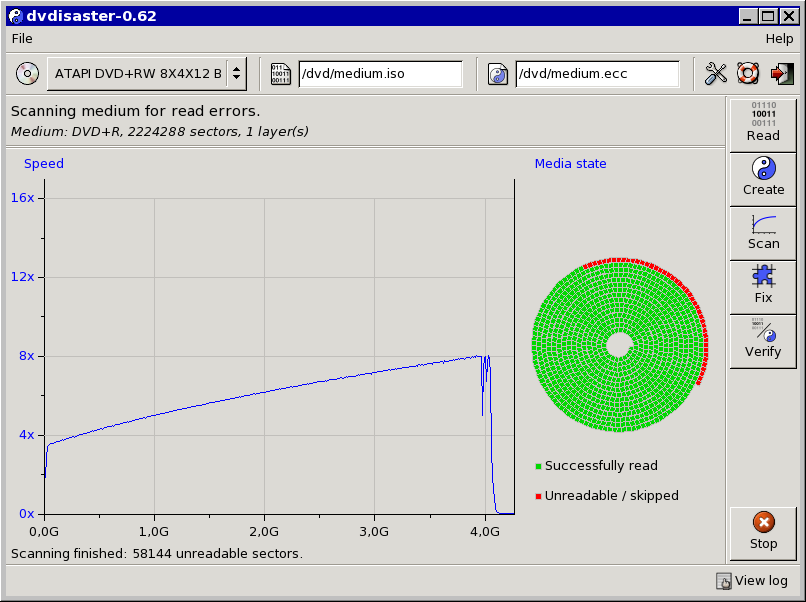 dvdisaster-0.62
File Help
ATAPI DVD+RW 8X4X12 B /dvd/medium.iso /dvd/medium.ecc
Scanning medium for read errors.
Medium: DVD+R, 2224288 sectors, 1 layer(s)
Speed
Media state
16x
12x
8x
4x
0x
0,0G 1,0G 2,0G 3,0G 4,0G
Successfully read
Unreadable / skipped
Scanning finished: 58144 unreadable sectors.
01110
10011
00111
Read
Create
Scan
Fix
Verify
Stop
View log